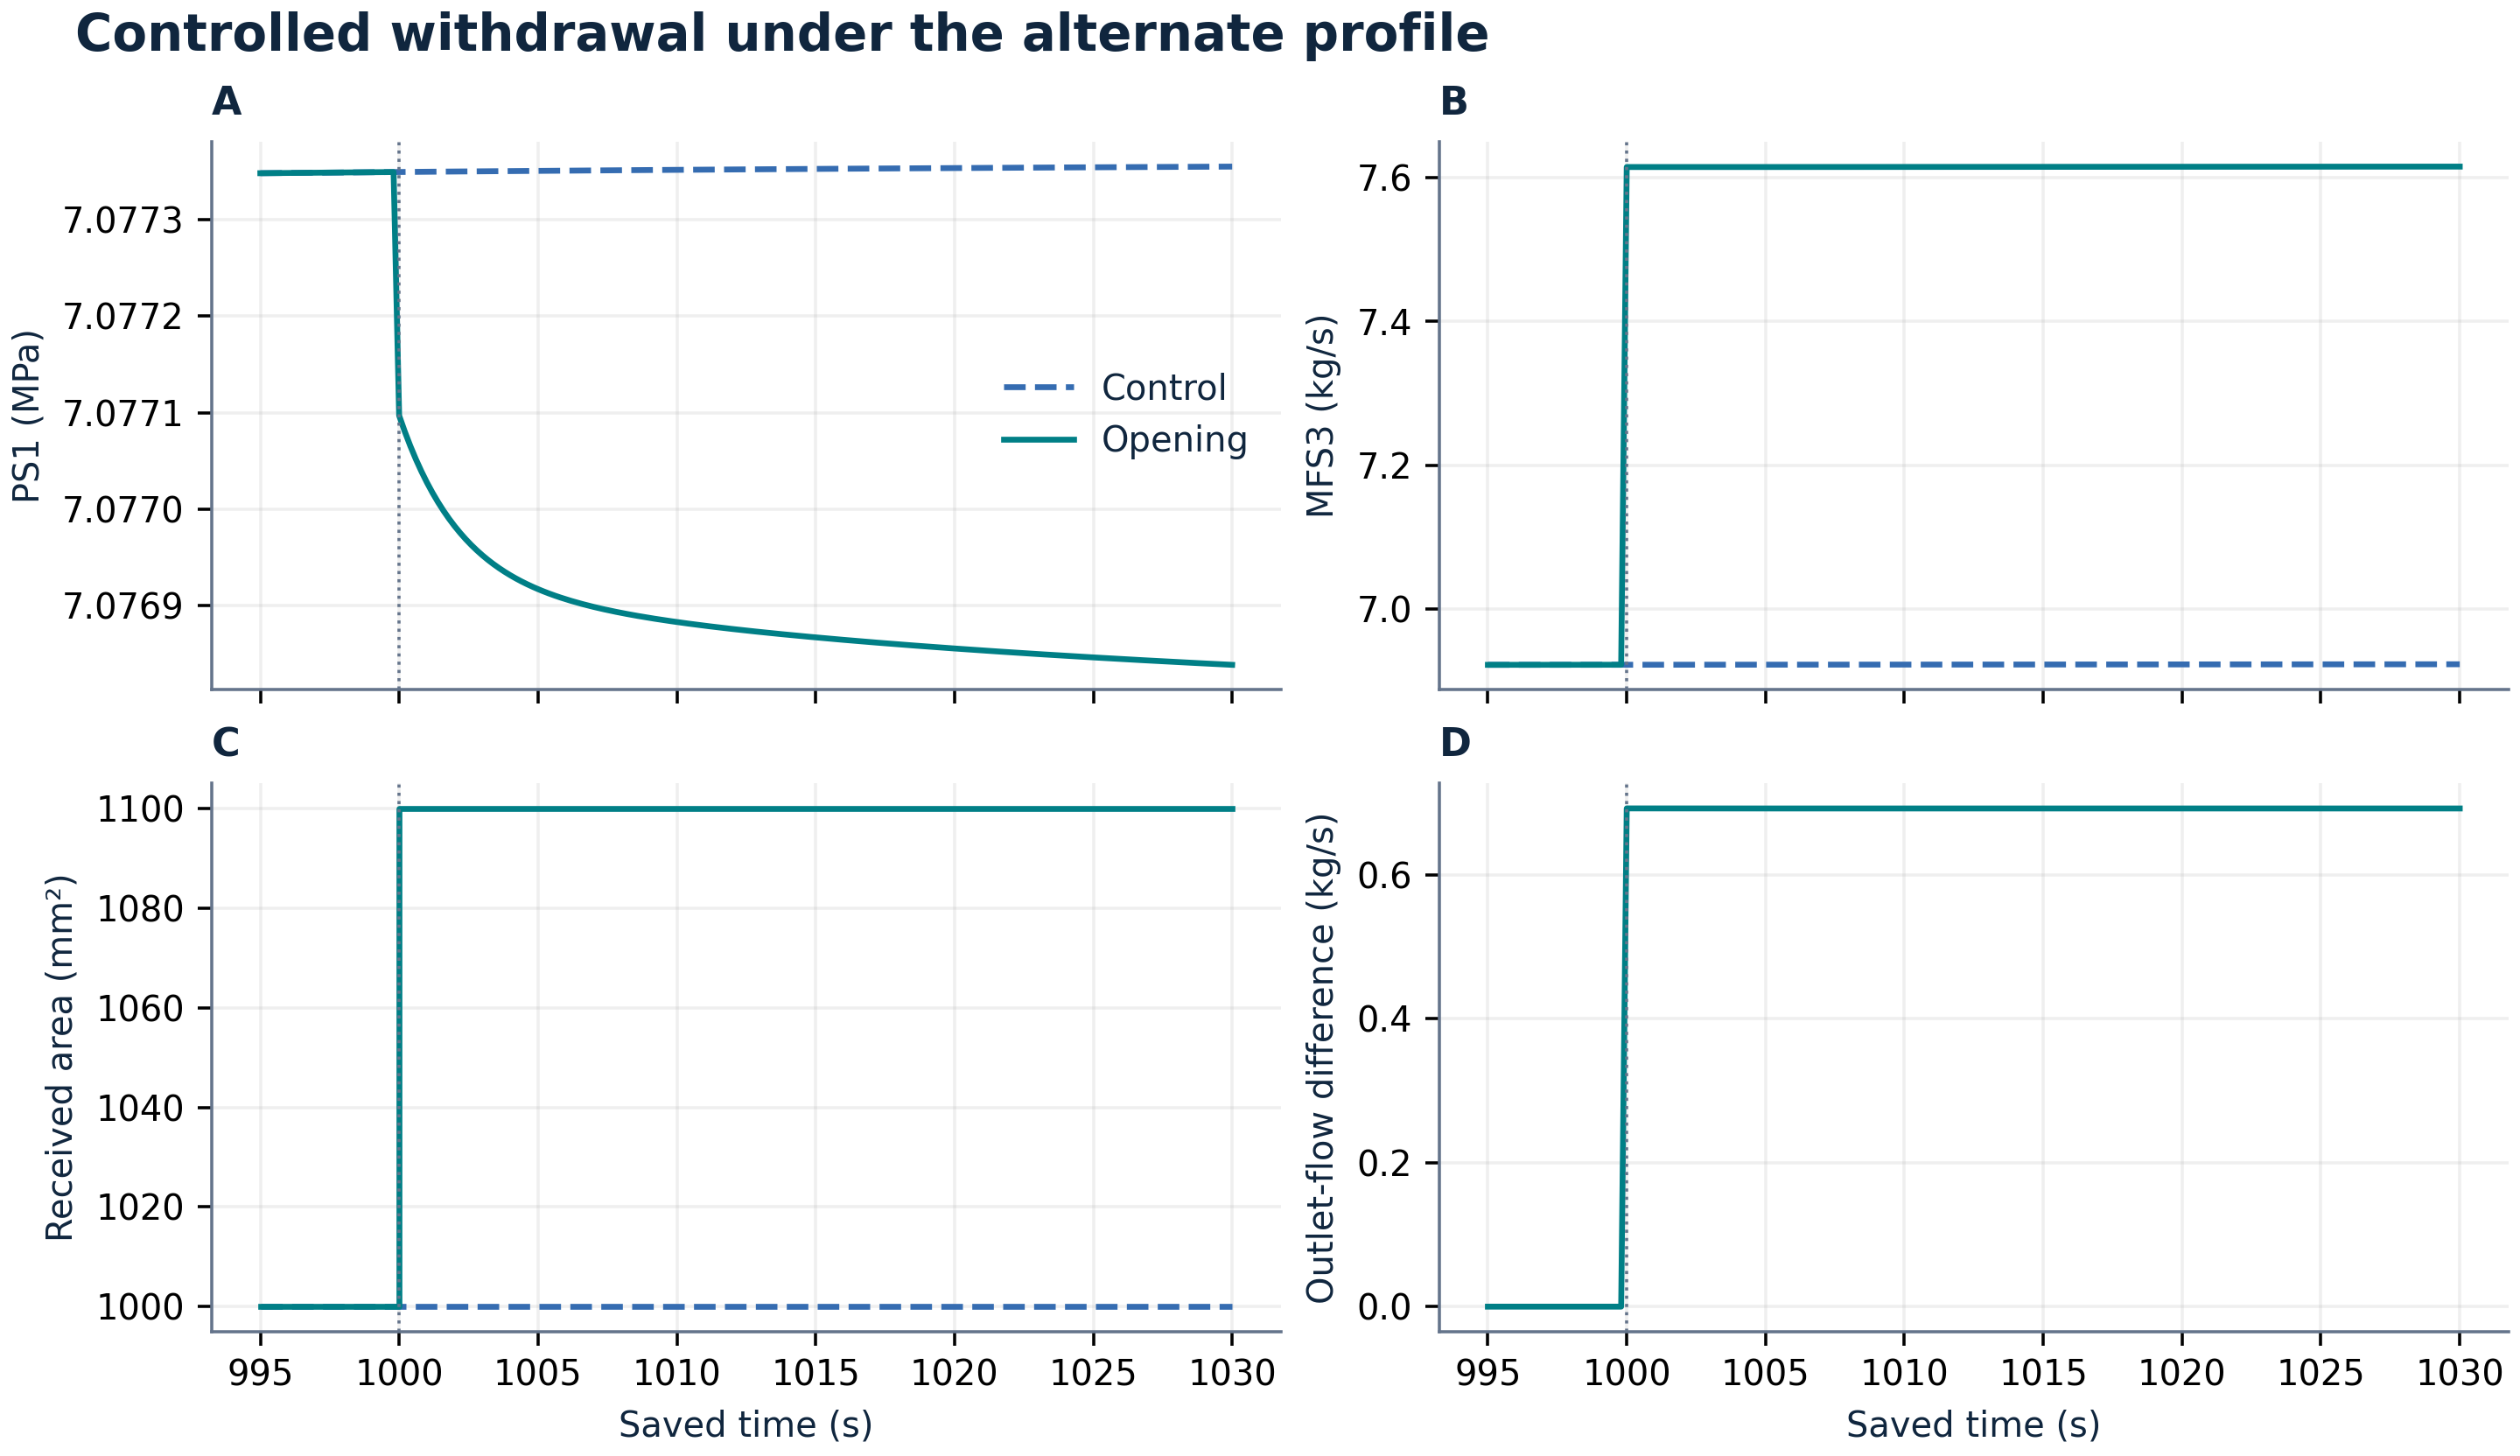 Controlled withdrawal under the alternate profile
A
7.0773
7.0772
7.0771
7.0770
7.0769
PS1 (MPa)
Control
Opening
B
7.6
7.4
7.2
7.0
MFS3 (kg/s)
C
1100
1080
1060
1040
1020
1000
Received area (mm²)
995 1000 1005 1010 1015 1020 1025 1030
Saved time (s)
D
0.6
0.4
0.2
0.0
Outlet-flow difference (kg/s)
995 1000 1005 1010 1015 1020 1025 1030
Saved time (s)